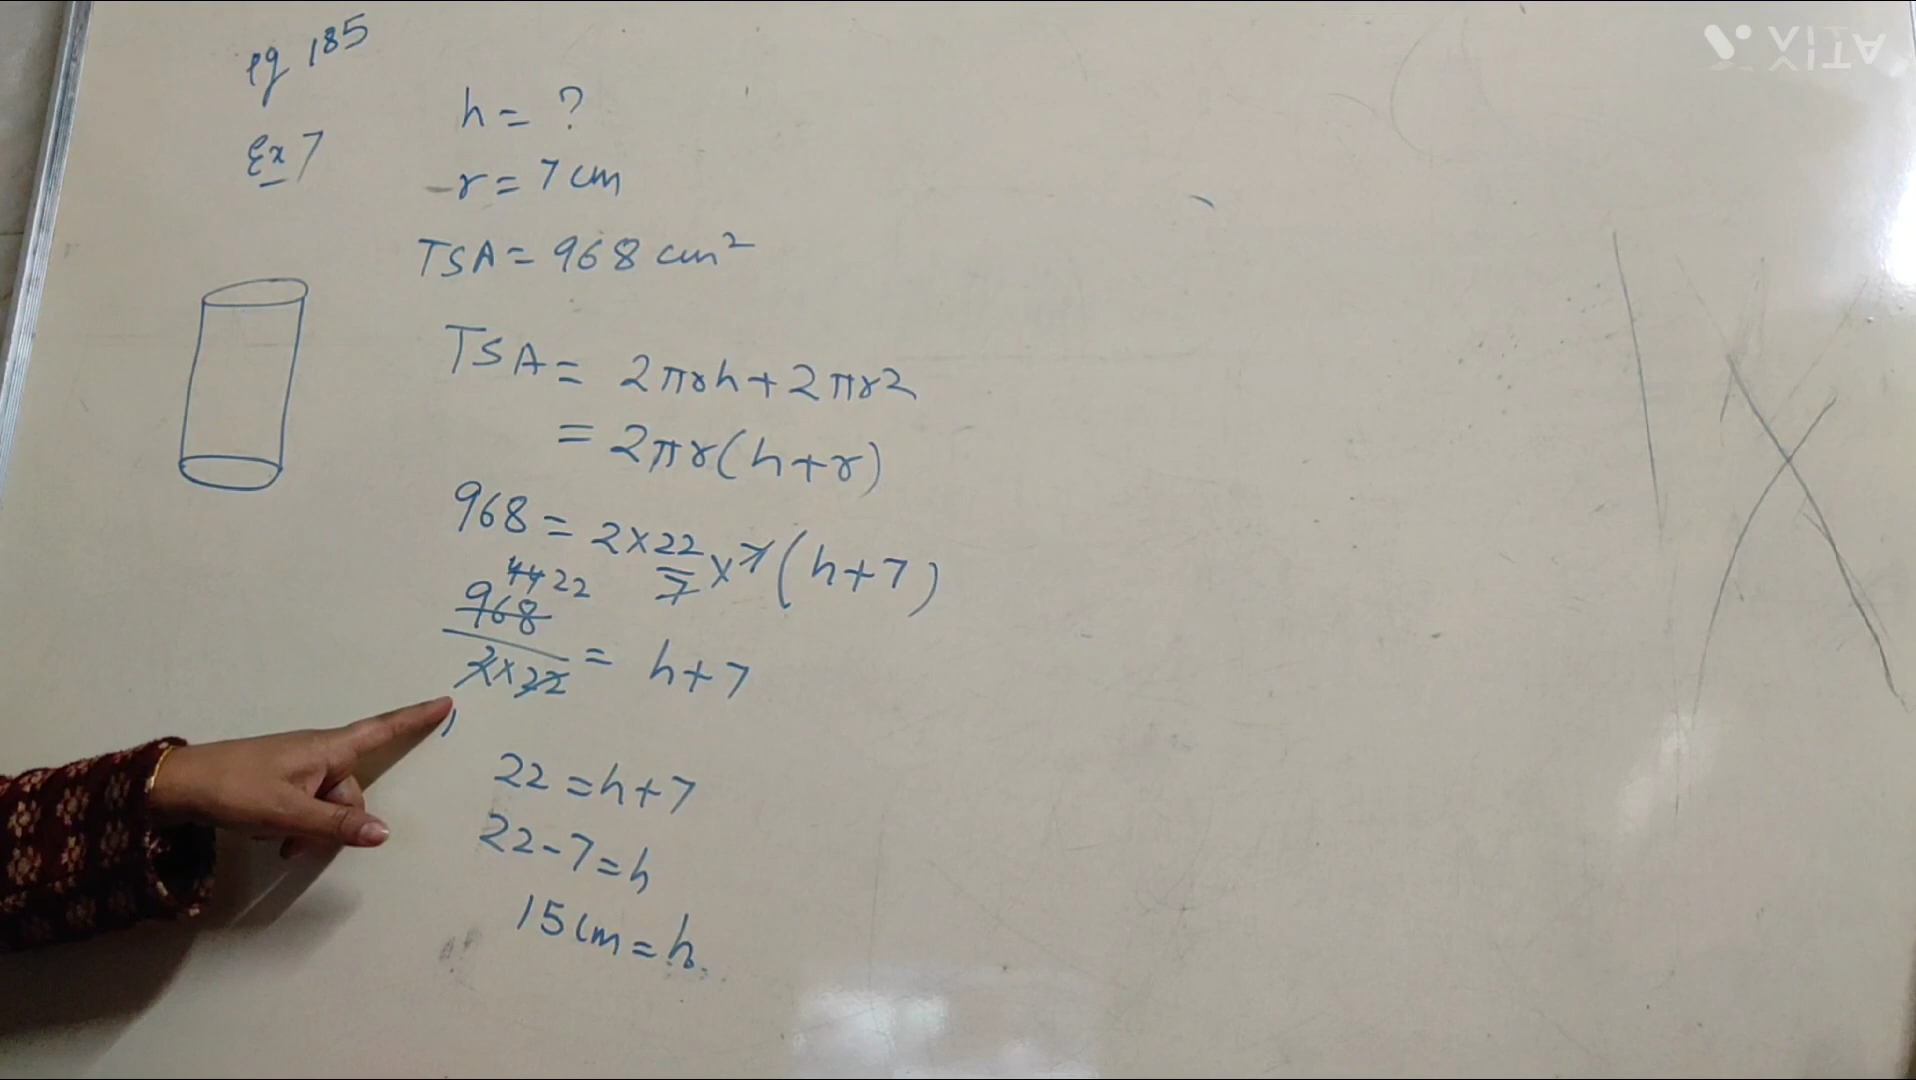 pg 185
Ex 7
h = ?
r = 7 cm
TSA = 968 cm²
TSA = 2πrh + 2πr2
= 2πr(h+r)
968 = 2 × 22/7 × 7 (h+7)
44 22
968/2×22 = h+7
1
22 = h+7
22-7 = h
15 cm = h.